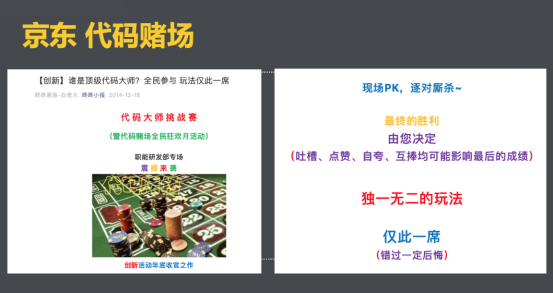 京东 代码赌场
【创新】谁是顶级代码大师？全民参与 玩法仅此一席
2014-12-18
代码大师挑战赛
（暨代码赌场全民狂欢月活动）
职能研发部专场
震撼来袭
创新活动年底收官之作
现场PK，逐对厮杀~
最终的胜利
由您决定
（吐槽、点赞、自夸、互捧均可能影响最后的成绩）
独一无二的玩法
仅此一席
（错过一定后悔）